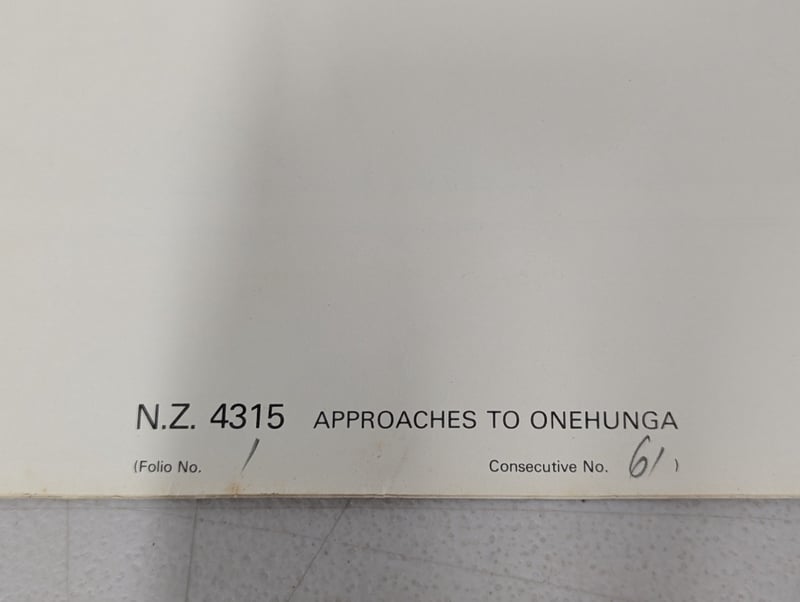 N.Z. 4315 APPROACHES TO ONEHUNGA
(Folio No. 1 Consecutive No. 61)